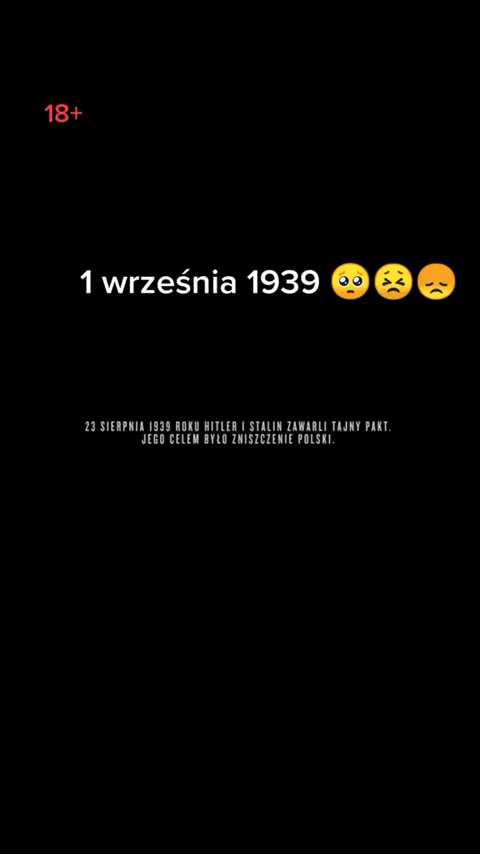 18+
1 września 1939 🥺😣😞
23 SIERPNIA 1939 ROKU HITLER I STALIN ZAWARLI TAJNY PAKT.
JEGO CELEM BYŁO ZNISZCZENIE POLSKI.